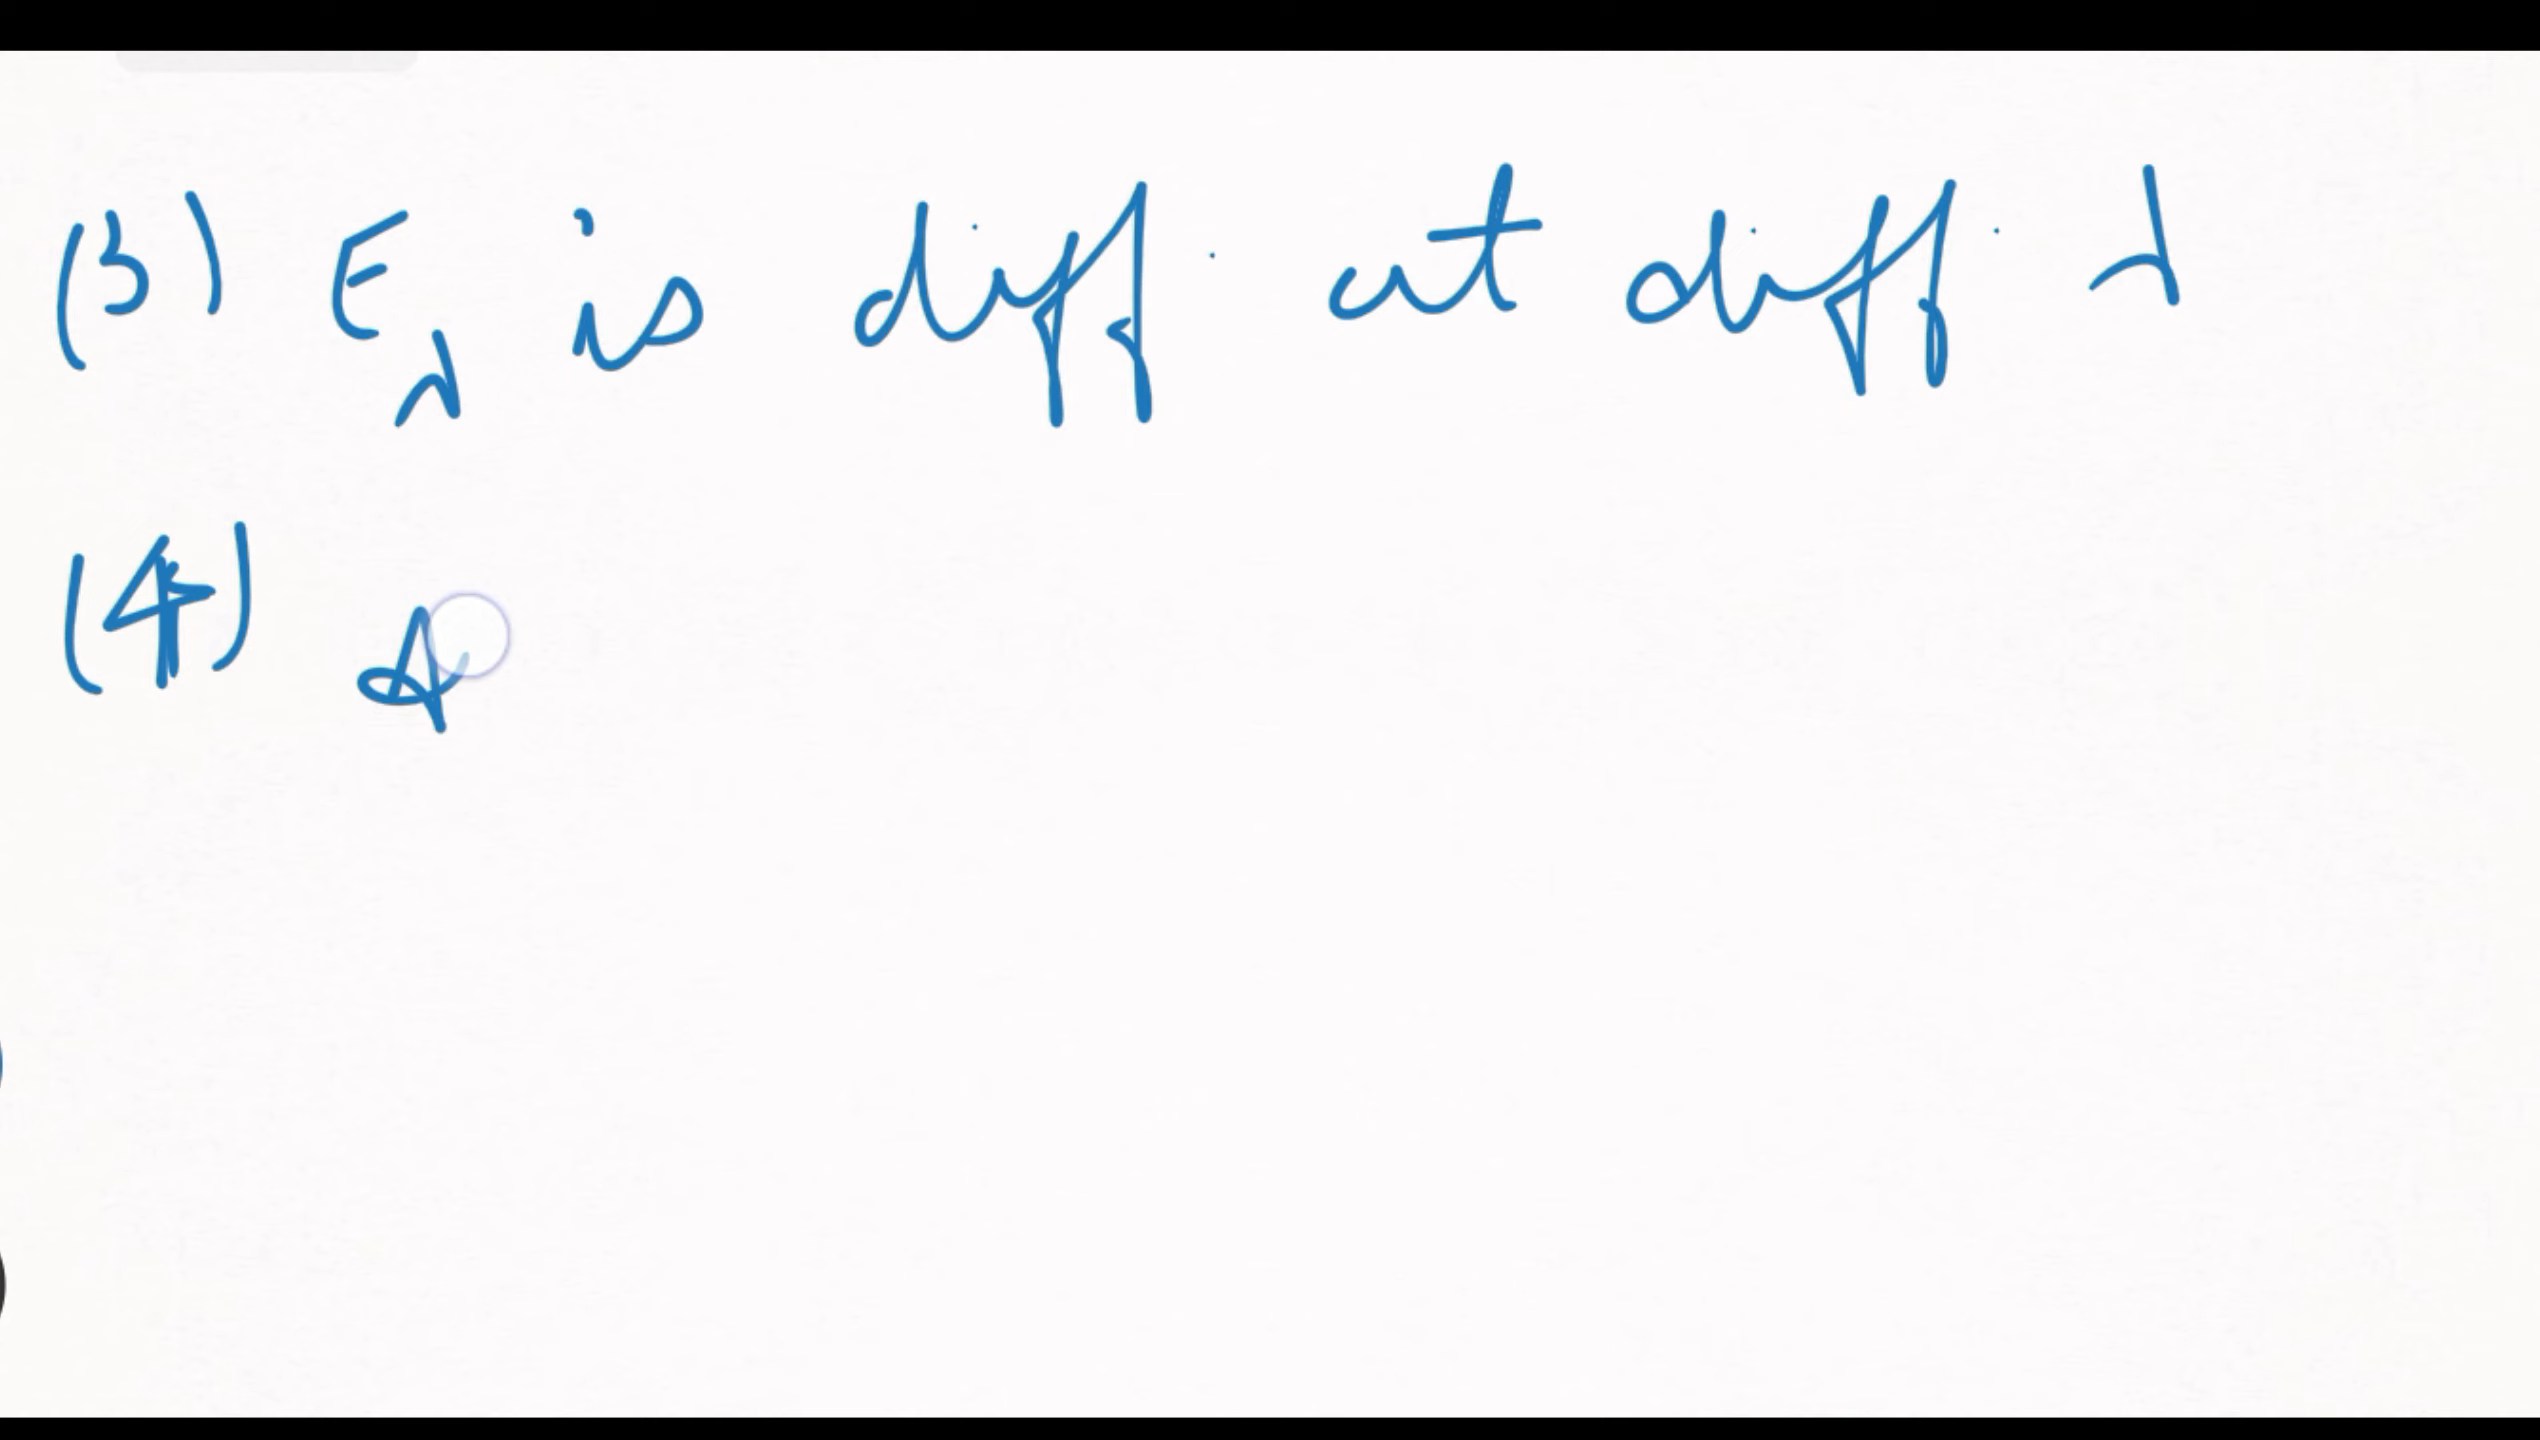 (3) Eλ is diff. at diff. λ
(4) A